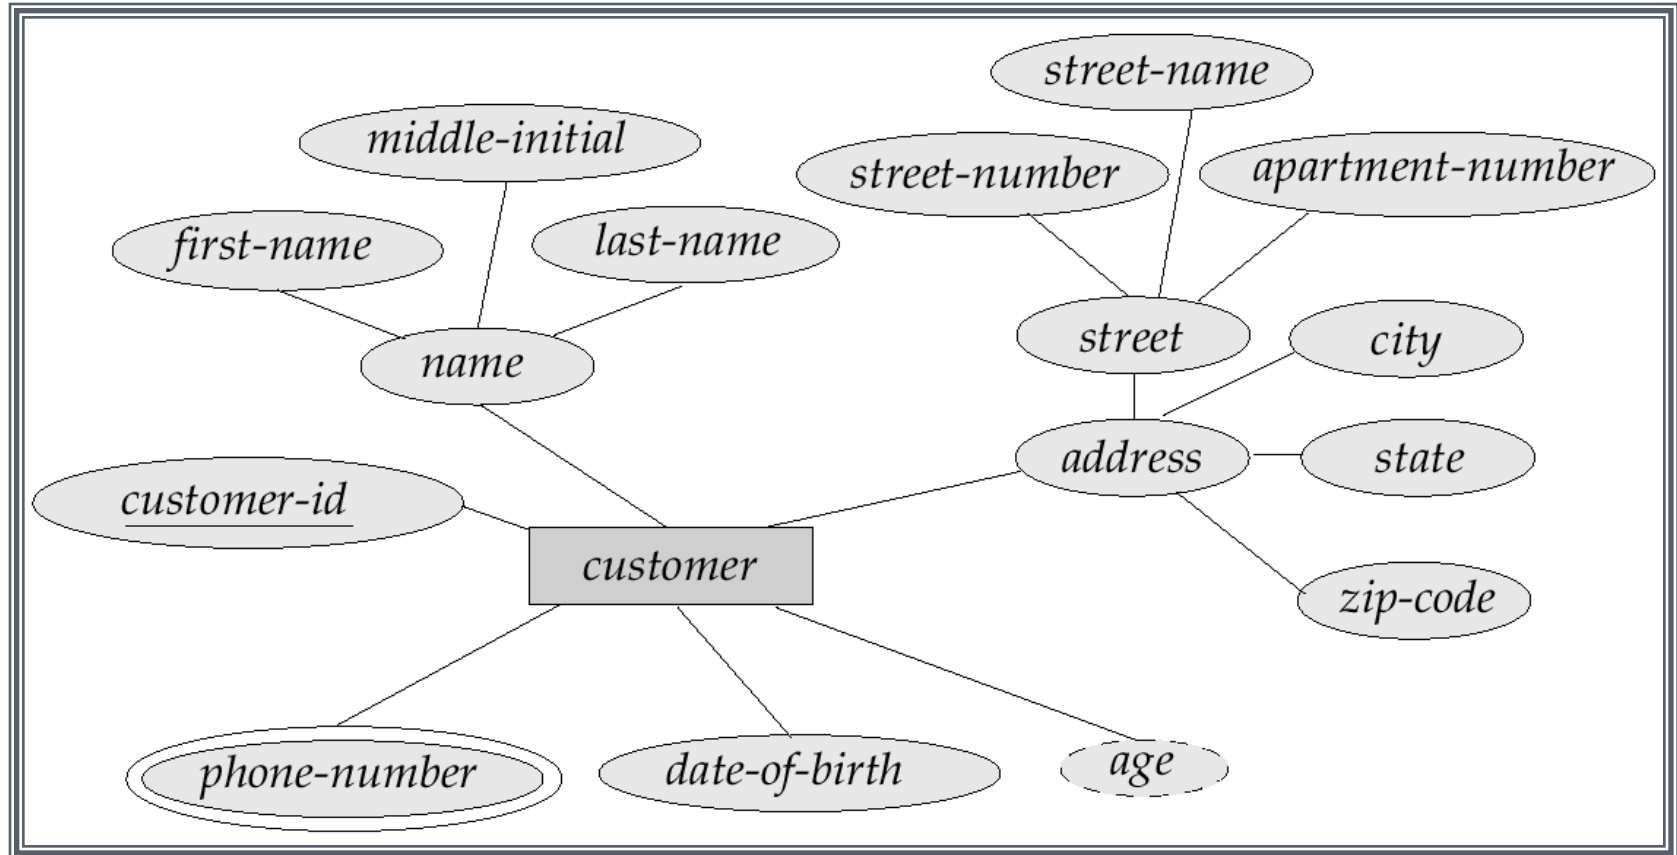 street-name
middle-initial
street-number
apartment-number
first-name
last-name
street
city
name
address
state
customer-id
customer
zip-code
phone-number
date-of-birth
age